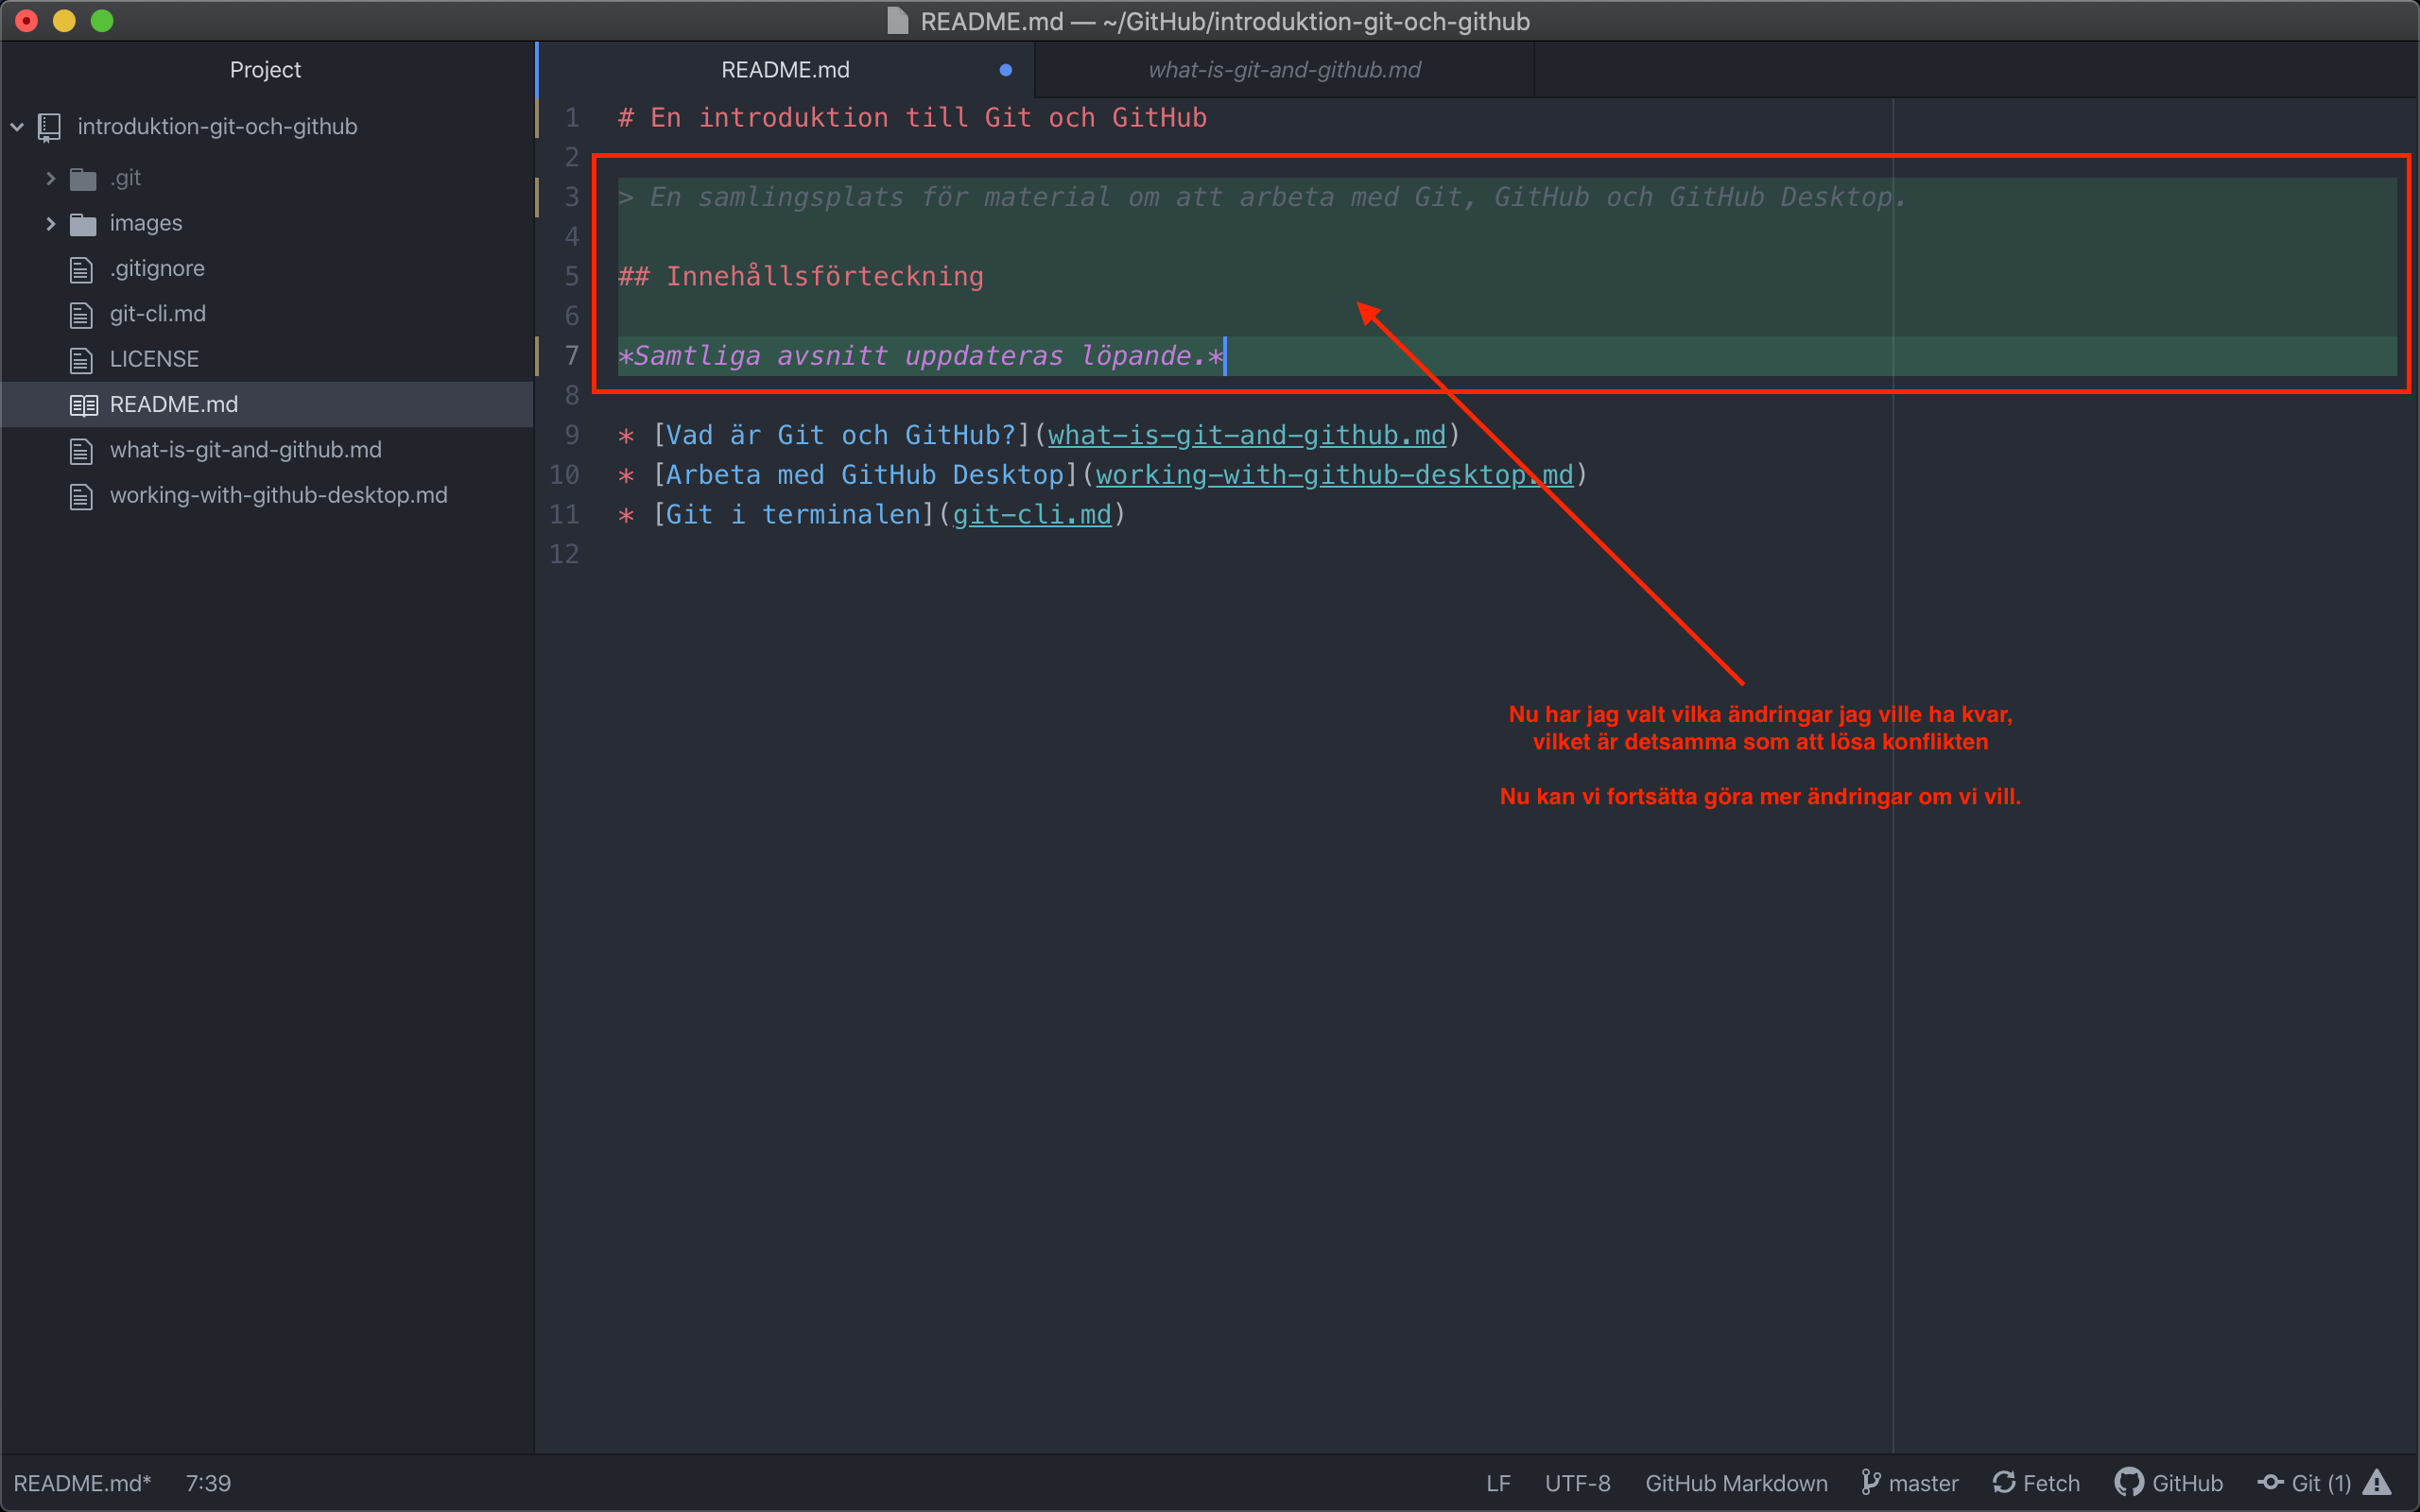 README.md — ~/GitHub/introduktion-git-och-github
Project
README.md
what-is-git-and-github.md
introduktion-git-och-github
.git
images
.gitignore
git-cli.md
LICENSE
README.md
what-is-git-and-github.md
working-with-github-desktop.md
1 # En introduktion till Git och GitHub
2
3 > En samlingsplats för material om att arbeta med Git, GitHub och GitHub Desktop.
4
5 ## Innehållsförteckning
6
7 *Samtliga avsnitt uppdateras löpande.*
8
9 * [Vad är Git och GitHub?](what-is-git-and-github.md)
10 * [Arbeta med GitHub Desktop](working-with-github-desktop.md)
11 * [Git i terminalen](git-cli.md)
12
Nu har jag valt vilka ändringar jag ville ha kvar,
vilket är detsamma som att lösa konflikten
Nu kan vi fortsätta göra mer ändringar om vi vill.
README.md* 7:39 LF UTF-8 GitHub Markdown master Fetch GitHub Git (1)